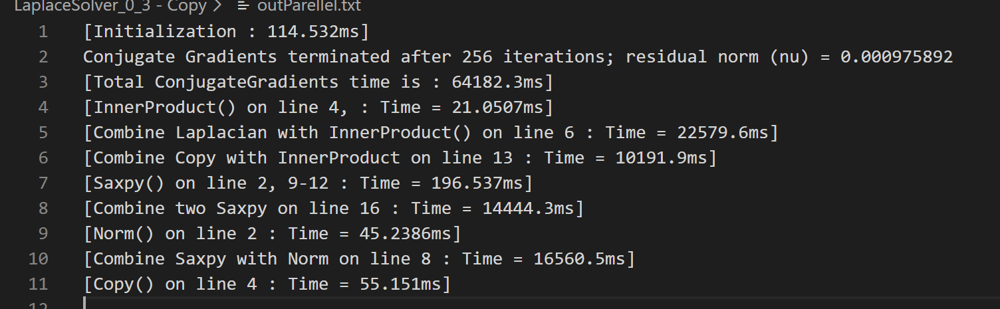 LaplaceSolver_0_3 - Copy > outParellel.txt
1 [Initialization : 114.532ms]
2 Conjugate Gradients terminated after 256 iterations; residual norm (nu) = 0.000975892
3 [Total ConjugateGradients time is : 64182.3ms]
4 [InnerProduct() on line 4, : Time = 21.0507ms]
5 [Combine Laplacian with InnerProduct() on line 6 : Time = 22579.6ms]
6 [Combine Copy with InnerProduct on line 13 : Time = 10191.9ms]
7 [Saxpy() on line 2, 9-12 : Time = 196.537ms]
8 [Combine two Saxpy on line 16 : Time = 14444.3ms]
9 [Norm() on line 2 : Time = 45.2386ms]
10 [Combine Saxpy with Norm on line 8 : Time = 16560.5ms]
11 [Copy() on line 4 : Time = 55.151ms]
12